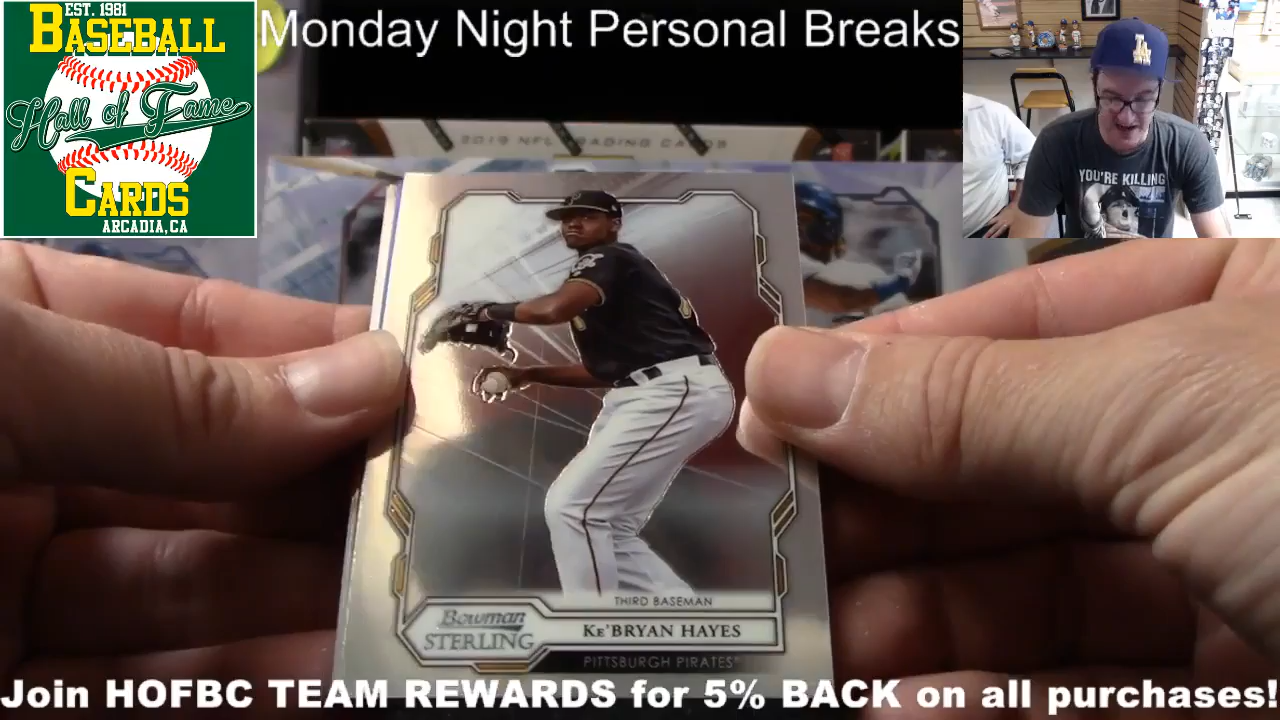 EST. 1981
BASEBALL
Hall of Fame
CARDS
ARCADIA, CA
Monday Night Personal Breaks
2019 NFL TRADING CARDS
YOU'RE KILLING
THIRD BASEMAN
Bowman
STERLING
KE'BRYAN HAYES
PITTSBURGH PIRATES
Join HOFBC TEAM REWARDS for 5% BACK on all purchases!